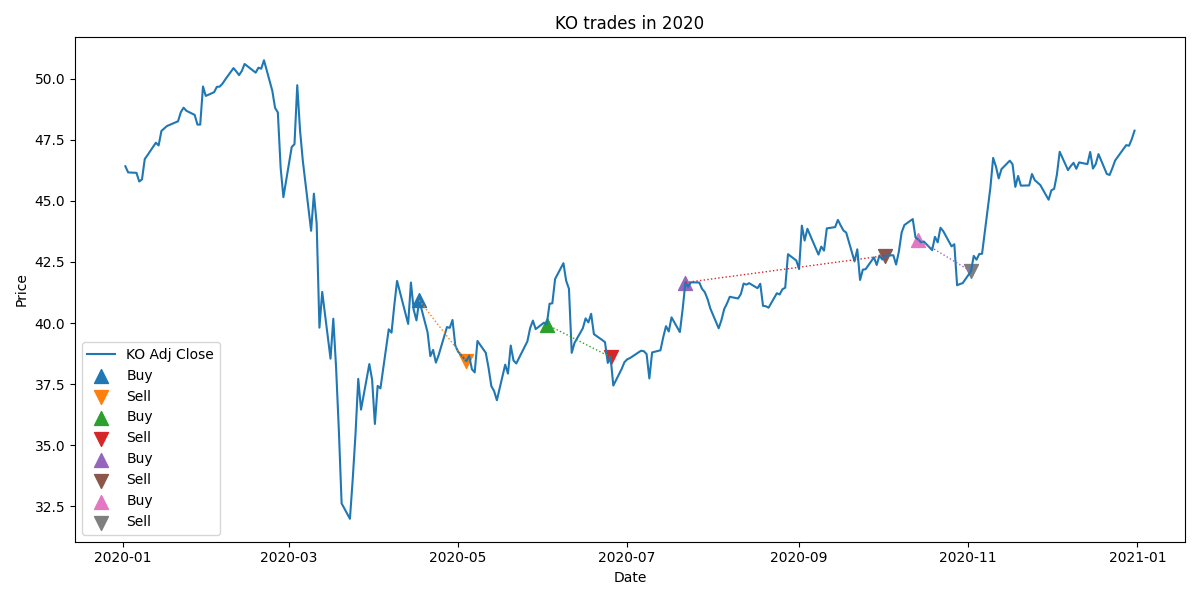 KO trades in 2020
Price
50.0
47.5
45.0
42.5
40.0
37.5
35.0
32.5
KO Adj Close
Buy
Sell
Buy
Sell
Buy
Sell
Buy
Sell
2020-01 2020-03 2020-05 2020-07 2020-09 2020-11 2021-01
Date